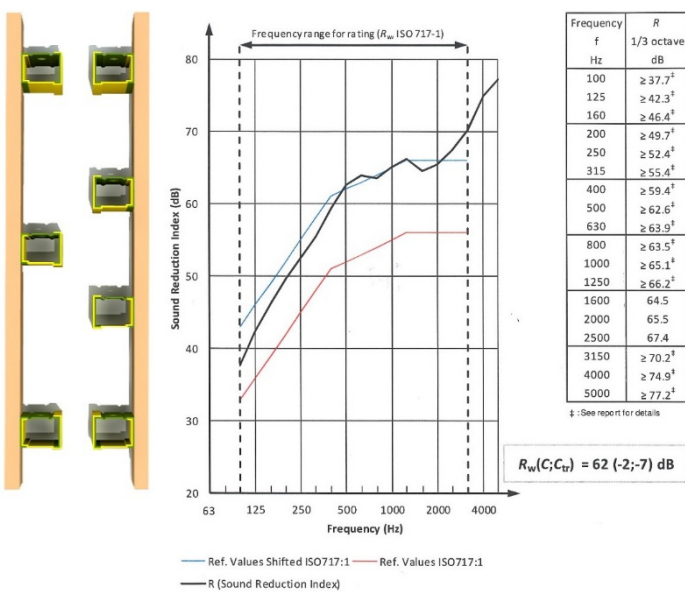 Frequency range for rating (Rw ISO 717-1)
Sound Reduction Index (dB)
80
70
60
50
40
30
20
63 125 250 500 1000 2000 4000
Frequency (Hz)
Ref. Values Shifted ISO717:1 Ref. Values ISO717:1
R (Sound Reduction Index)
Frequency R
f 1/3 octave
Hz dB
100 ≥ 37.7‡
125 ≥ 42.3‡
160 ≥ 46.4‡
200 ≥ 49.7‡
250 ≥ 52.4‡
315 ≥ 55.4‡
400 ≥ 59.4‡
500 ≥ 62.6‡
630 ≥ 63.9‡
800 ≥ 63.5‡
1000 ≥ 65.1‡
1250 ≥ 66.2‡
1600 64.5
2000 65.5
2500 67.4
3150 ≥ 70.2‡
4000 ≥ 74.9‡
5000 ≥ 77.2‡
‡ : See report for details
Rw(C;Ctr) = 62 (-2;-7) dB